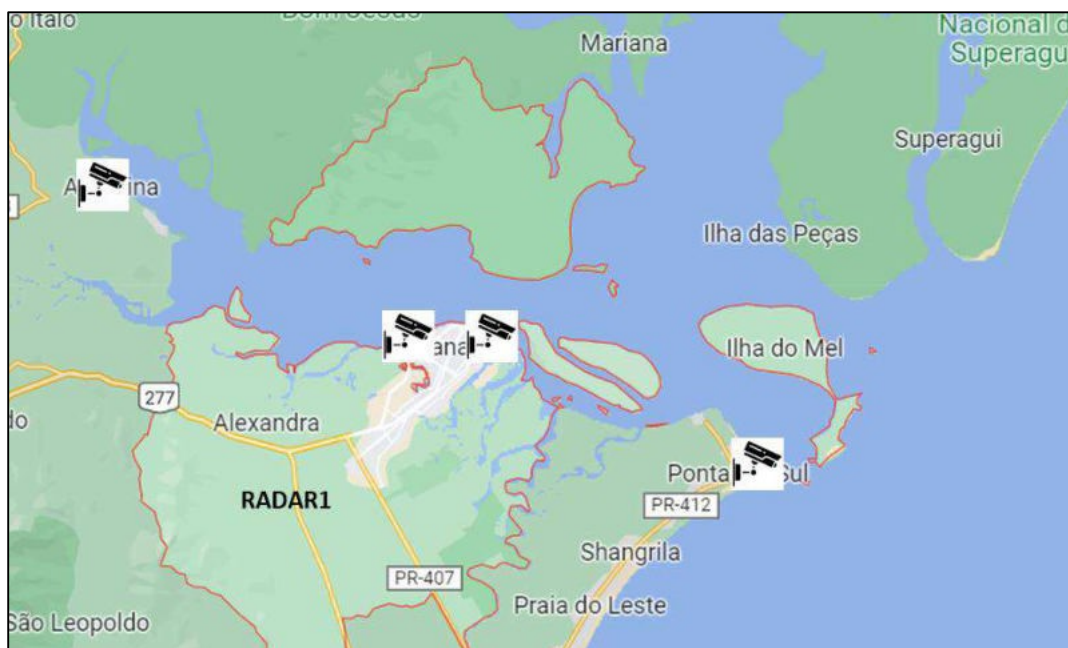 Mariana
Nacional d
Superagu
Superagui
Ilha das Peças
Ilha do Mel
277
Alexandra
RADAR1
PR-412
Shangrila
PR-407
Praia do Leste
São Leopoldo